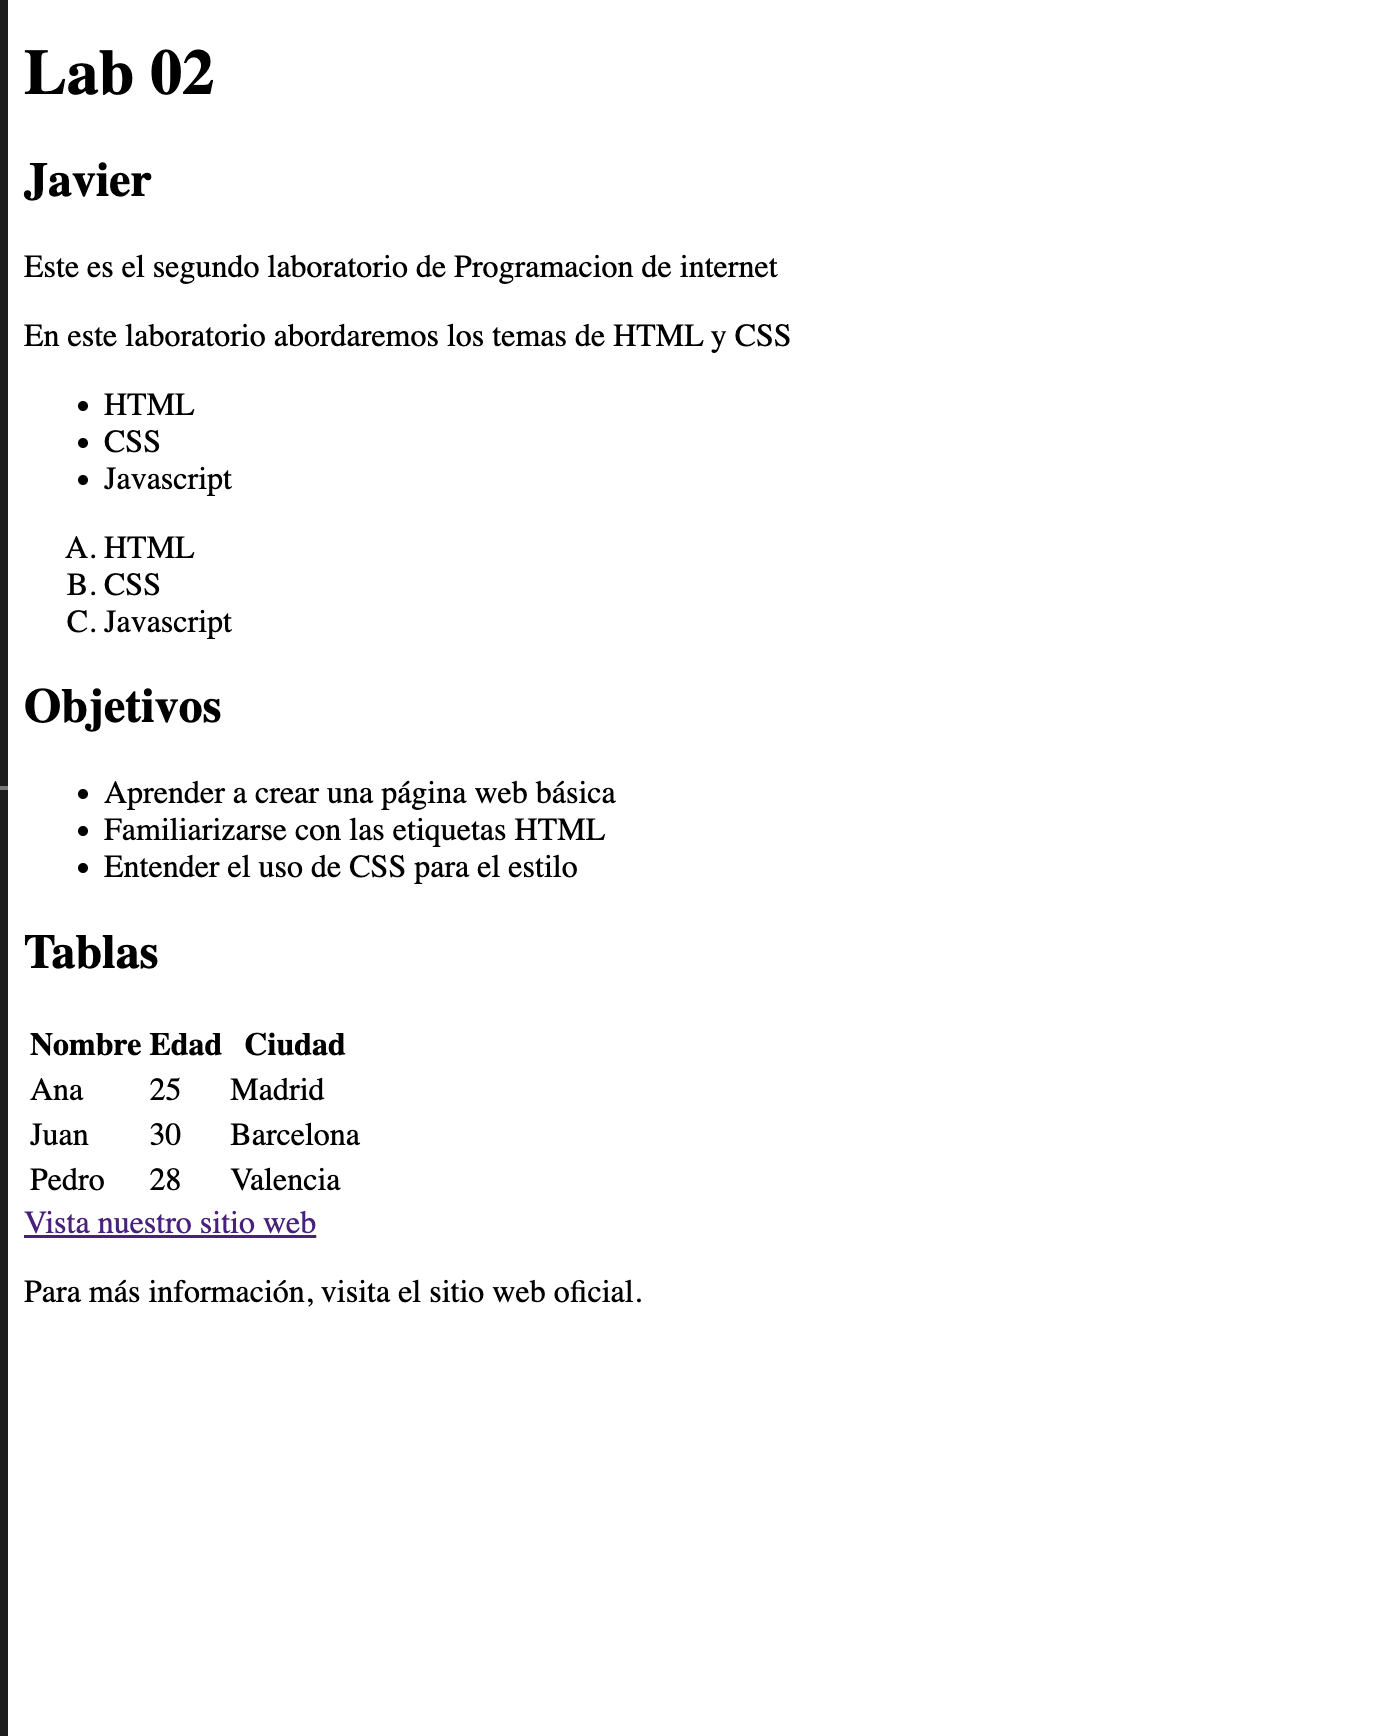 Lab 02
Javier
Este es el segundo laboratorio de Programacion de internet
En este laboratorio abordaremos los temas de HTML y CSS
• HTML
• CSS
• Javascript
A. HTML
B. CSS
C. Javascript
Objetivos
• Aprender a crear una página web básica
• Familiarizarse con las etiquetas HTML
• Entender el uso de CSS para el estilo
Tablas
Nombre Edad Ciudad
Ana 25 Madrid
Juan 30 Barcelona
Pedro 28 Valencia
Vista nuestro sitio web
Para más información, visita el sitio web oficial.